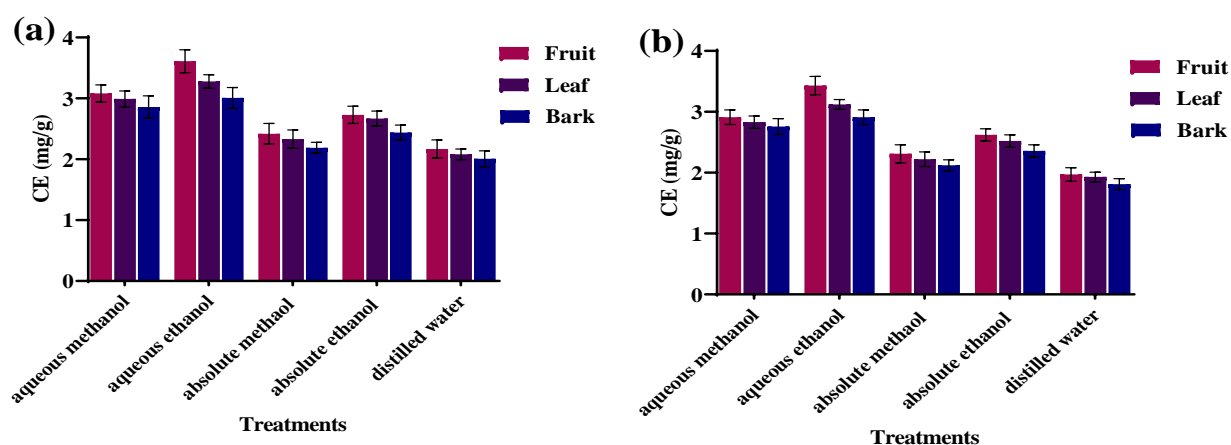 (a)
CE (mg/g)
4
3
2
1
0
Fruit
Leaf
Bark
aqueous methanol
aqueous ethanol
absolute methaol
absolute ethanol
distilled water
Treatments
(b)
CE (mg/g)
4
3
2
1
0
Fruit
Leaf
Bark
aqueous methanol
aqueous ethanol
absolute methaol
absolute ethanol
distilled water
Treatments